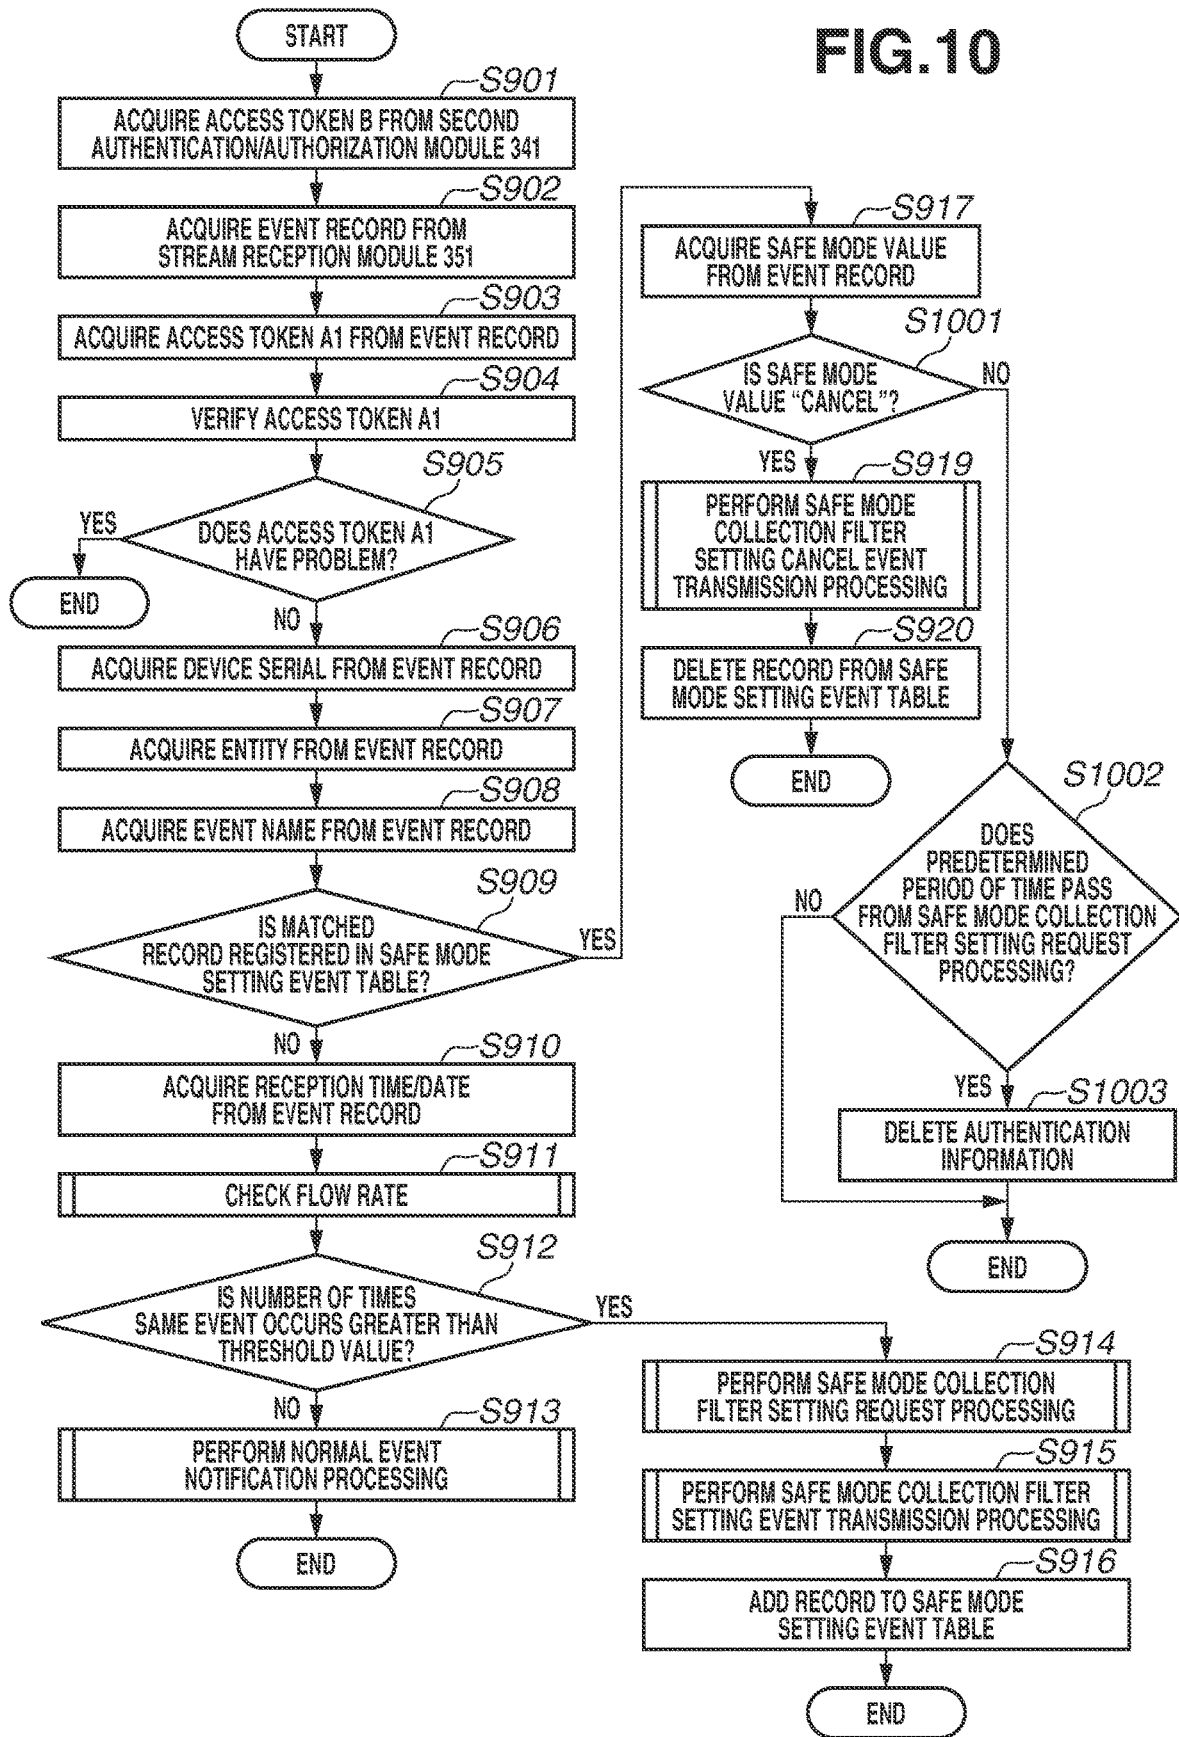 FIG.10
START
S901
ACQUIRE ACCESS TOKEN B FROM SECOND
AUTHENTICATION/AUTHORIZATION MODULE 341
S902
ACQUIRE EVENT RECORD FROM
STREAM RECEPTION MODULE 351
S903
ACQUIRE ACCESS TOKEN A1 FROM EVENT RECORD
S904
VERIFY ACCESS TOKEN A1
S905
DOES ACCESS TOKEN A1
HAVE PROBLEM?
YES
END
NO
S906
ACQUIRE DEVICE SERIAL FROM EVENT RECORD
S907
ACQUIRE ENTITY FROM EVENT RECORD
S908
ACQUIRE EVENT NAME FROM EVENT RECORD
S909
IS MATCHED
RECORD REGISTERED IN SAFE MODE
SETTING EVENT TABLE?
YES
NO
S910
ACQUIRE RECEPTION TIME/DATE
FROM EVENT RECORD
S911
CHECK FLOW RATE
S912
IS NUMBER OF TIMES
SAME EVENT OCCURS GREATER THAN
THRESHOLD VALUE?
YES
NO
S913
PERFORM NORMAL EVENT
NOTIFICATION PROCESSING
END
S917
ACQUIRE SAFE MODE VALUE
FROM EVENT RECORD
S1001
IS SAFE MODE
VALUE “CANCEL”?
NO
YES
S919
PERFORM SAFE MODE
COLLECTION FILTER
SETTING CANCEL EVENT
TRANSMISSION PROCESSING
S920
DELETE RECORD FROM SAFE
MODE SETTING EVENT TABLE
END
S1002
DOES
PREDETERMINED
PERIOD OF TIME PASS
FROM SAFE MODE COLLECTION
FILTER SETTING REQUEST
PROCESSING?
NO
YES
S1003
DELETE AUTHENTICATION
INFORMATION
END
S914
PERFORM SAFE MODE COLLECTION
FILTER SETTING REQUEST PROCESSING
S915
PERFORM SAFE MODE COLLECTION FILTER
SETTING EVENT TRANSMISSION PROCESSING
S916
ADD RECORD TO SAFE MODE
SETTING EVENT TABLE
END